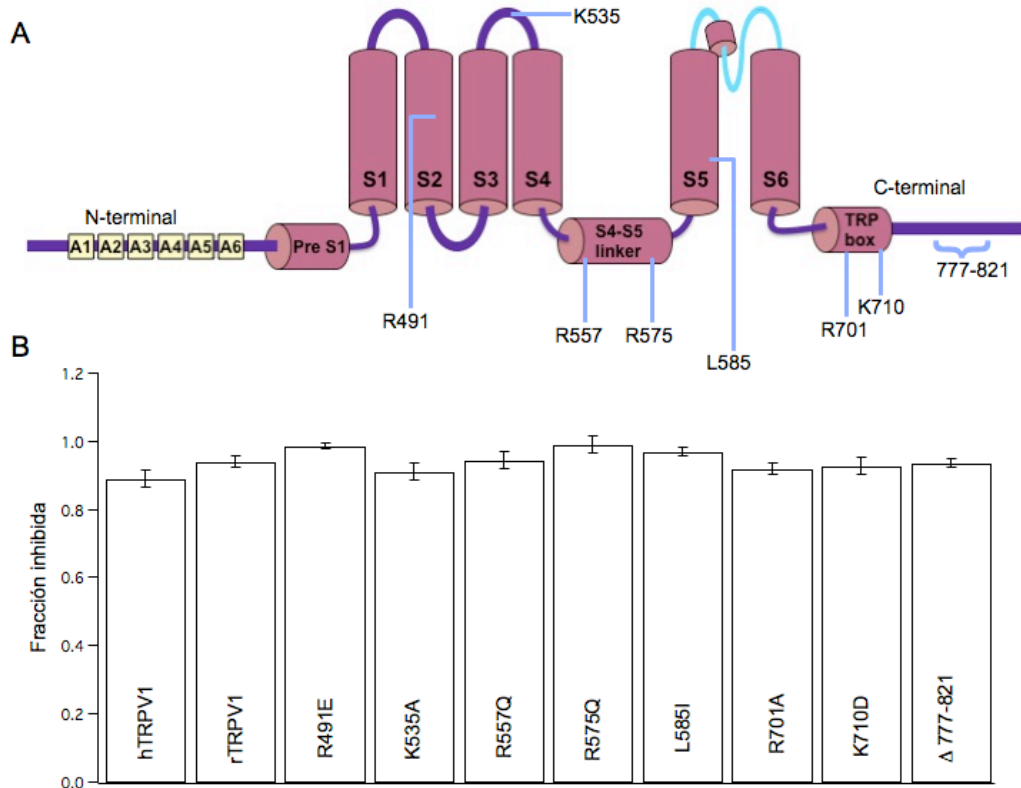 A
K535
S1 S2 S3 S4 S5 S6
N-terminal
C-terminal
A1 A2 A3 A4 A5 A6
Pre S1
S4-S5
linker
TRP
box
777-821
R491
R557
R575
L585
R701
K710
B
Fracción inhibida
1.2
1.0
0.8
0.6
0.4
0.2
0.0
hTRPV1
rTRPV1
R491E
K535A
R557Q
R575Q
L585I
R701A
K710D
Δ 777-821